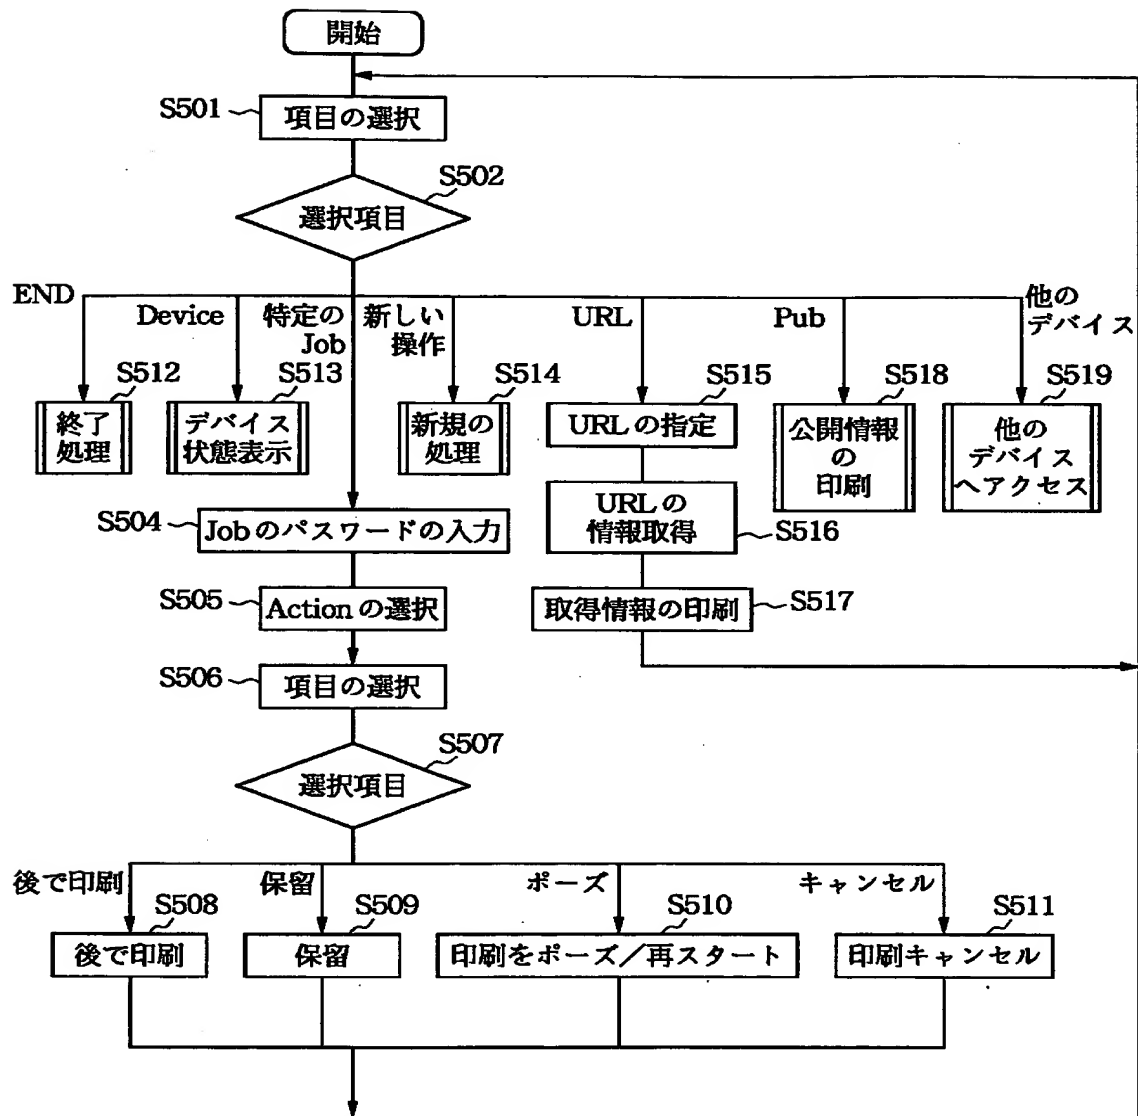 開始
S501
項目の選択
S502
選択項目
END
Device
特定の
Job
新しい
操作
URL
Pub
他の
デバイス
S512
S513
S514
S515
S518
S519
終了
処理
デバイス
状態表示
新規の
処理
URLの指定
公開情報
の
印刷
他の
デバイス
へアクセス
S504
Jobのパスワードの入力
URLの
情報取得
S516
S505
Actionの選択
取得情報の印刷
S517
S506
項目の選択
S507
選択項目
後で印刷
保留
ポーズ
キャンセル
S508
S509
S510
S511
後で印刷
保留
印刷をポーズ／再スタート
印刷キャンセル